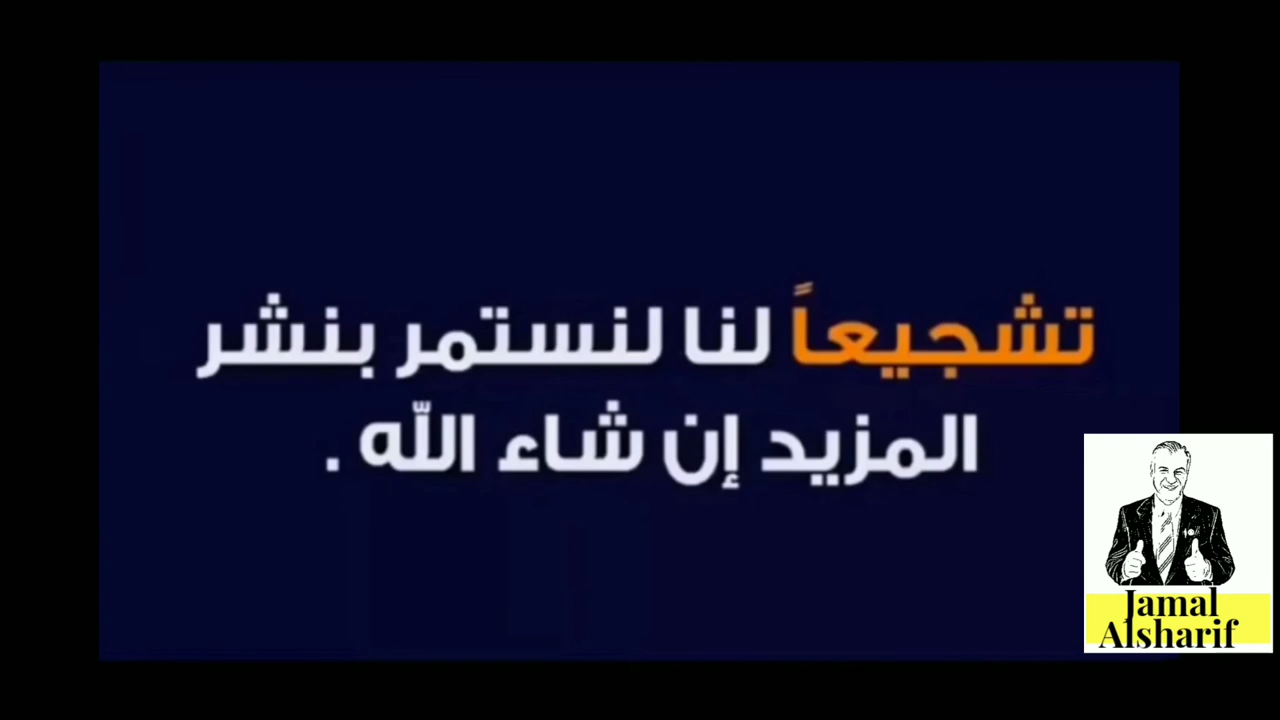 تشجيعاً لنا لنستمر بنشر
المزيد إن شاء الله .
Jamal
Alsharif